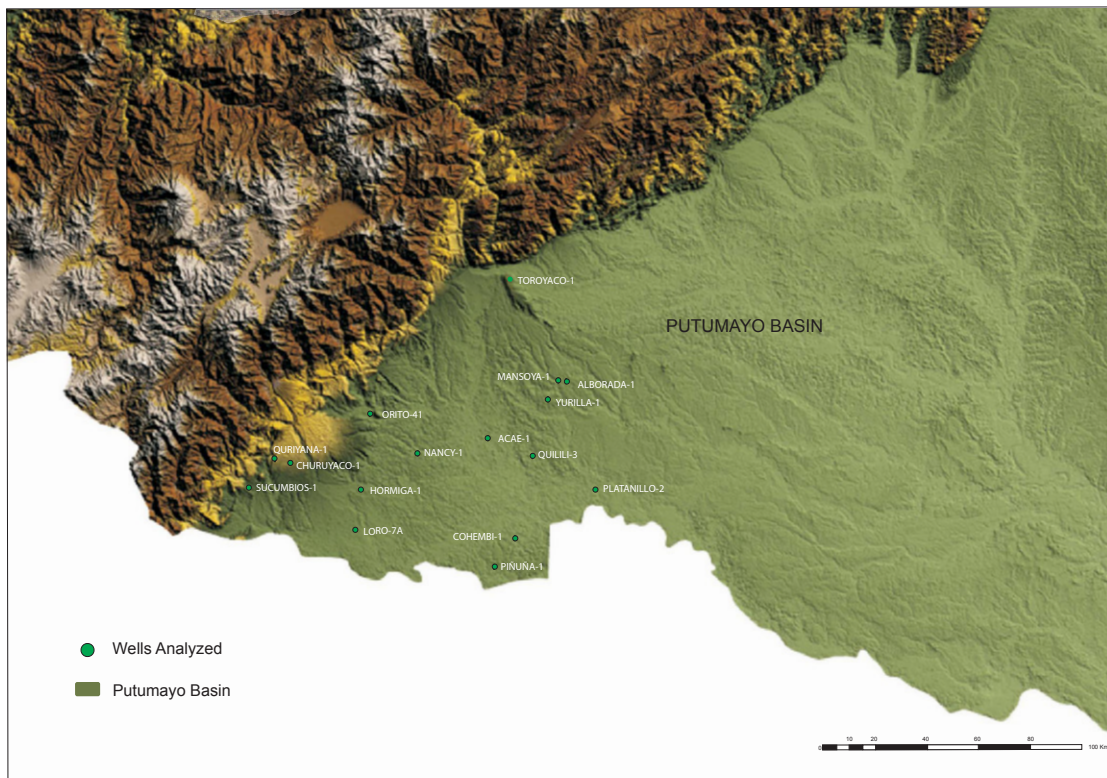 TOROYACO-1
PUTUMAYO BASIN
MANSOYA-1
ALBORADA-1
YURILLA-1
ORITO-41
ACAE-1
QURIYANA-1
NANCY-1
QUILILI-3
CHURUYACO-1
SUCUMBIOS-1
HORMIGA-1
PLATANILLO-2
LORO-7A
COHEMBI-1
PIÑUÑA-1
Wells Analyzed
Putumayo Basin
0 10 20 40 60 80 100 Km